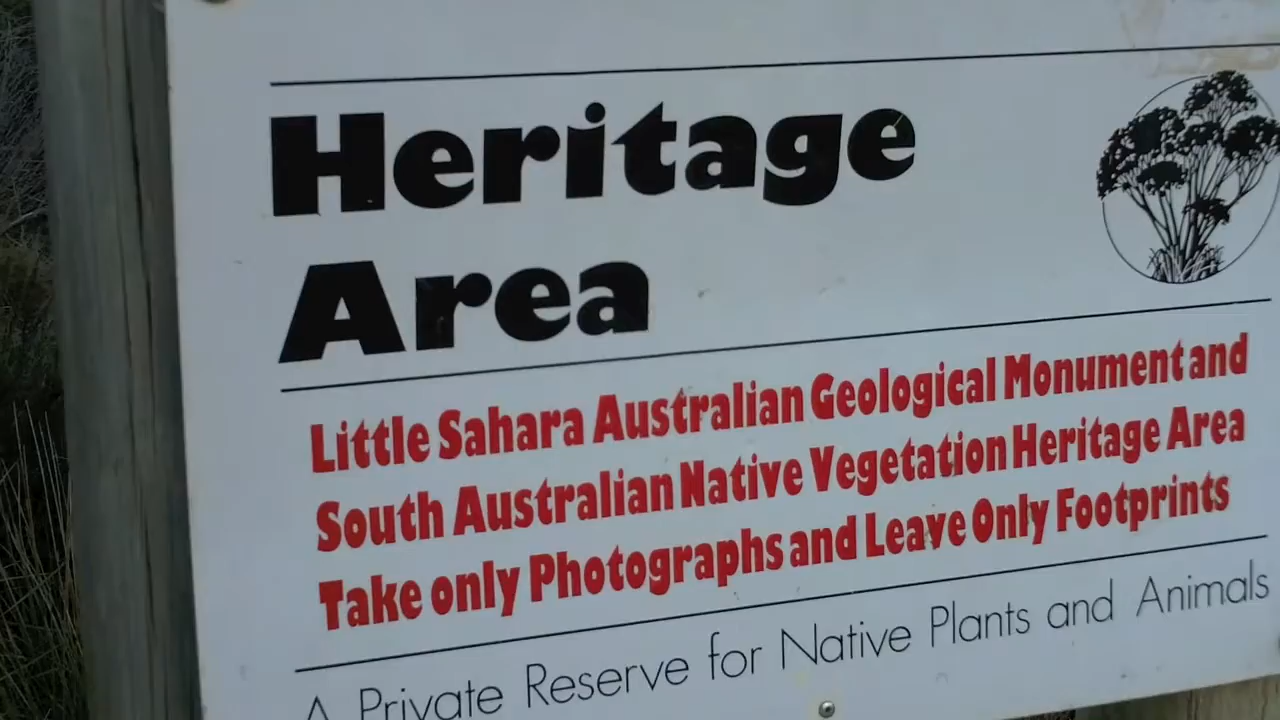 Heritage
Area
Little Sahara Australian Geological Monument and
South Australian Native Vegetation Heritage Area
Take only Photographs and Leave Only Footprints
A Private Reserve for Native Plants and Animals